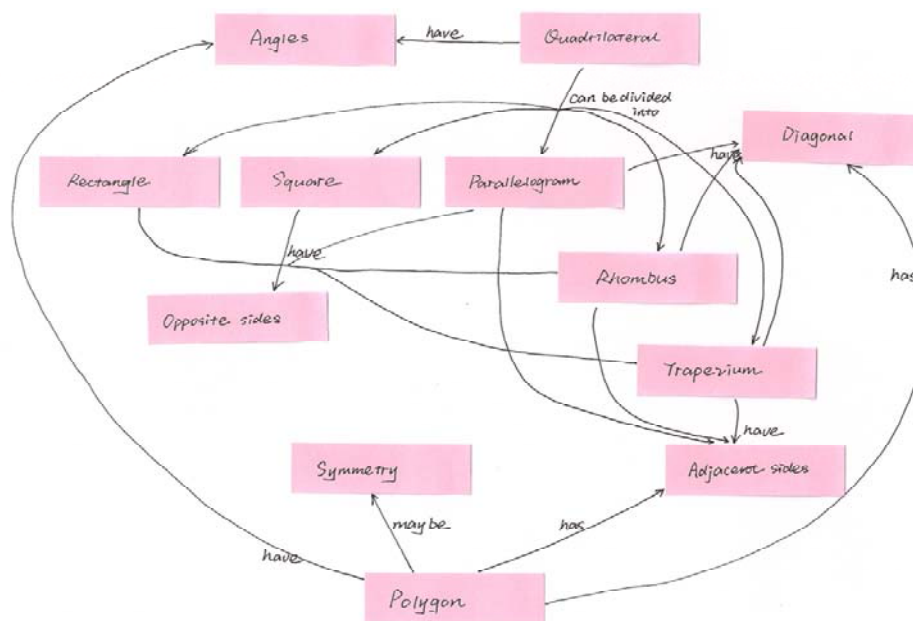 Angles
have
Quadrilateral
can be divided
into
Diagonal
Rectangle
Square
Parallelogram
have
have
Rhombus
has
Opposite sides
Trapezium
have
Symmetry
Adjacent sides
may be
has
have
Polygon